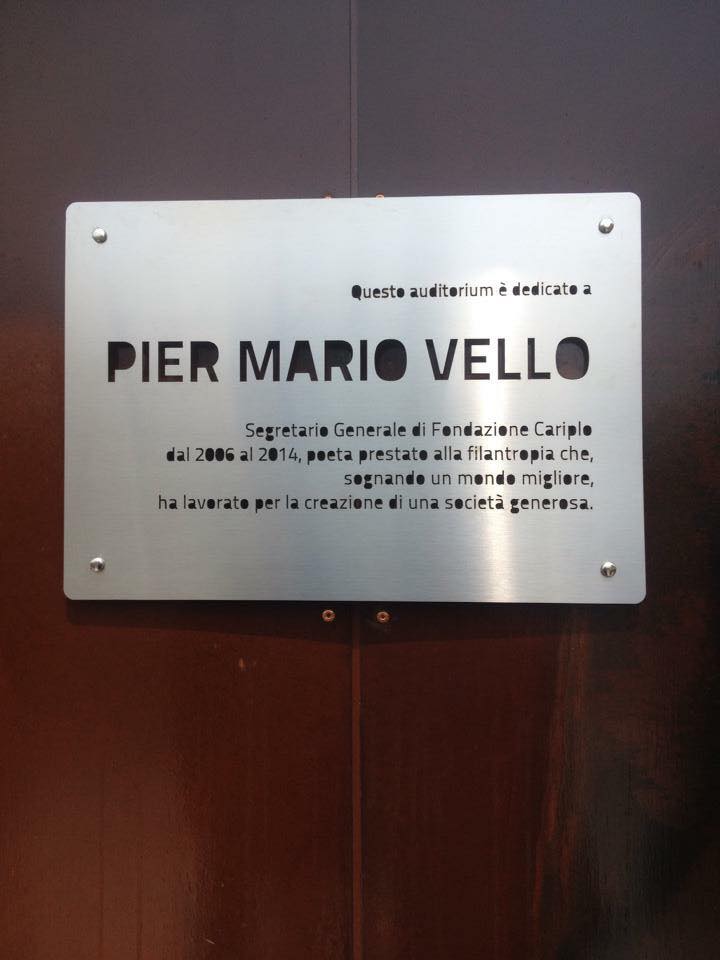 Questo auditorium è dedicato a
PIER MARIO VELLO
Segretario Generale di Fondazione Cariplo
dal 2006 al 2014, poeta prestato alla filantropia che,
sognando un mondo migliore,
ha lavorato per la creazione di una società generosa.